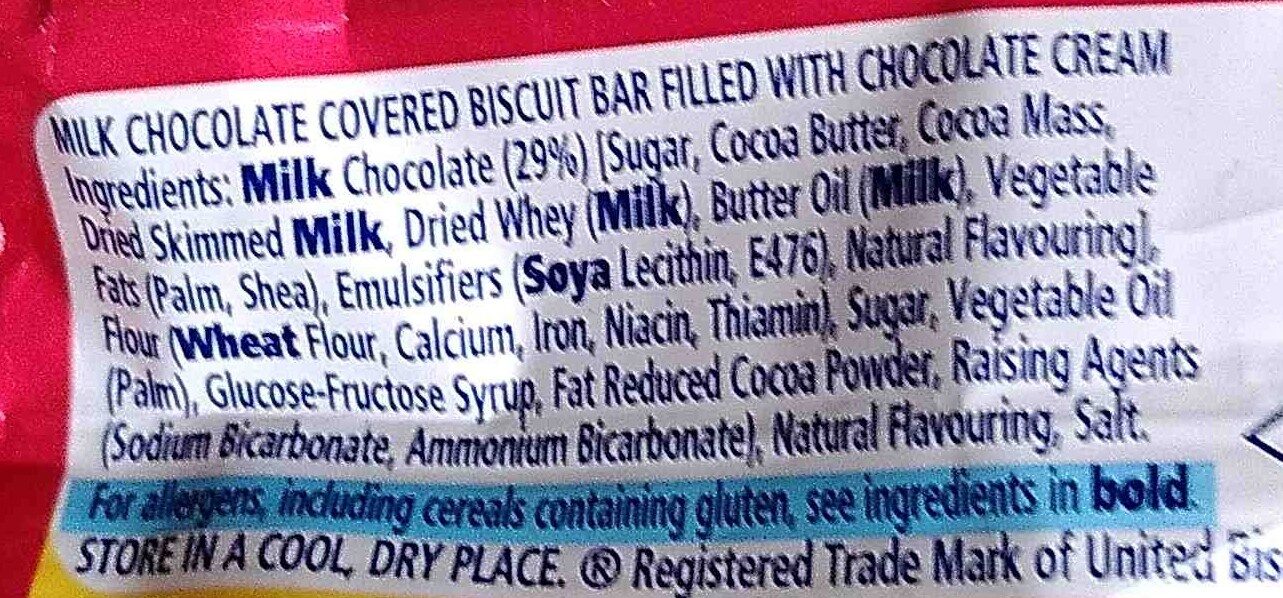 MILK CHOCOLATE COVERED BISCUIT BAR FILLED WITH CHOCOLATE CREAM
Ingredients: Milk Chocolate (29%) [Sugar, Cocoa Butter, Cocoa Mass,
Dried Skimmed Milk, Dried Whey (Milk), Butter Oil (Milk), Vegetable
Fats (Palm, Shea), Emulsifiers (Soya Lecithin, E476), Natural Flavouring],
Flour (Wheat Flour, Calcium, Iron, Niacin, Thiamin), Sugar, Vegetable Oil
(Palm), Glucose-Fructose Syrup, Fat Reduced Cocoa Powder, Raising Agents
(Sodium Bicarbonate, Ammonium Bicarbonate), Natural Flavouring, Salt.
For allergens, including cereals containing gluten, see ingredients in bold.
STORE IN A COOL, DRY PLACE. ® Registered Trade Mark of United Bis